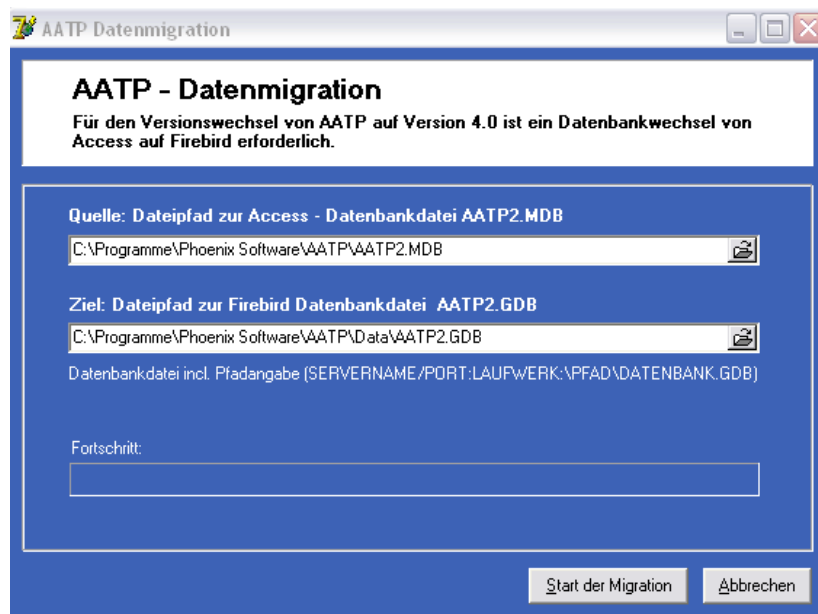 AATP Datenmigration
AATP - Datenmigration
Für den Versionswechsel von AATP auf Version 4.0 ist ein Datenbankwechsel von
Access auf Firebird erforderlich.
Quelle: Dateipfad zur Access - Datenbankdatei AATP2.MDB
C:\Programme\Phoenix Software\AATP\AATP2.MDB
Ziel: Dateipfad zur Firebird Datenbankdatei AATP2.GDB
C:\Programme\Phoenix Software\AATP\Data\AATP2.GDB
Datenbankdatei incl. Pfadangabe (SERVERNAME/PORT:LAUFWERK:\PFAD\DATENBANK.GDB)
Fortschritt:
Start der Migration
Abbrechen